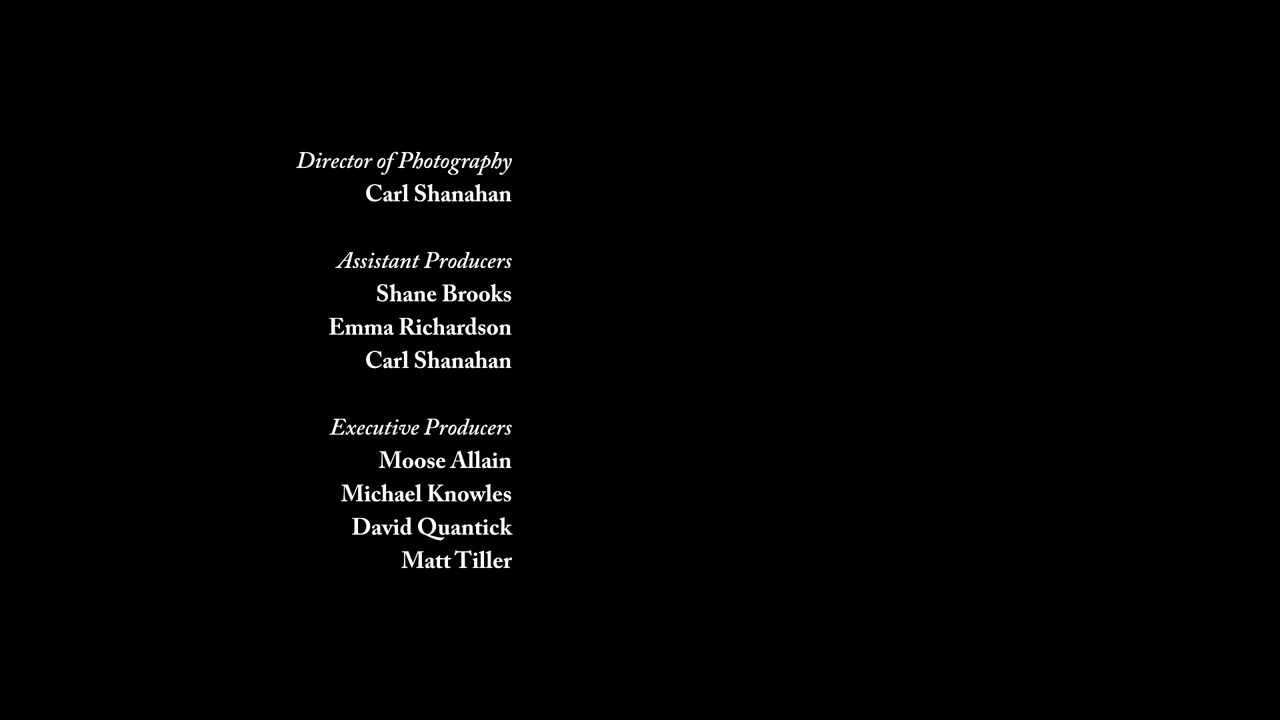 Director of Photography
Carl Shanahan
Assistant Producers
Shane Brooks
Emma Richardson
Carl Shanahan
Executive Producers
Moose Allain
Michael Knowles
David Quantick
Matt Tiller